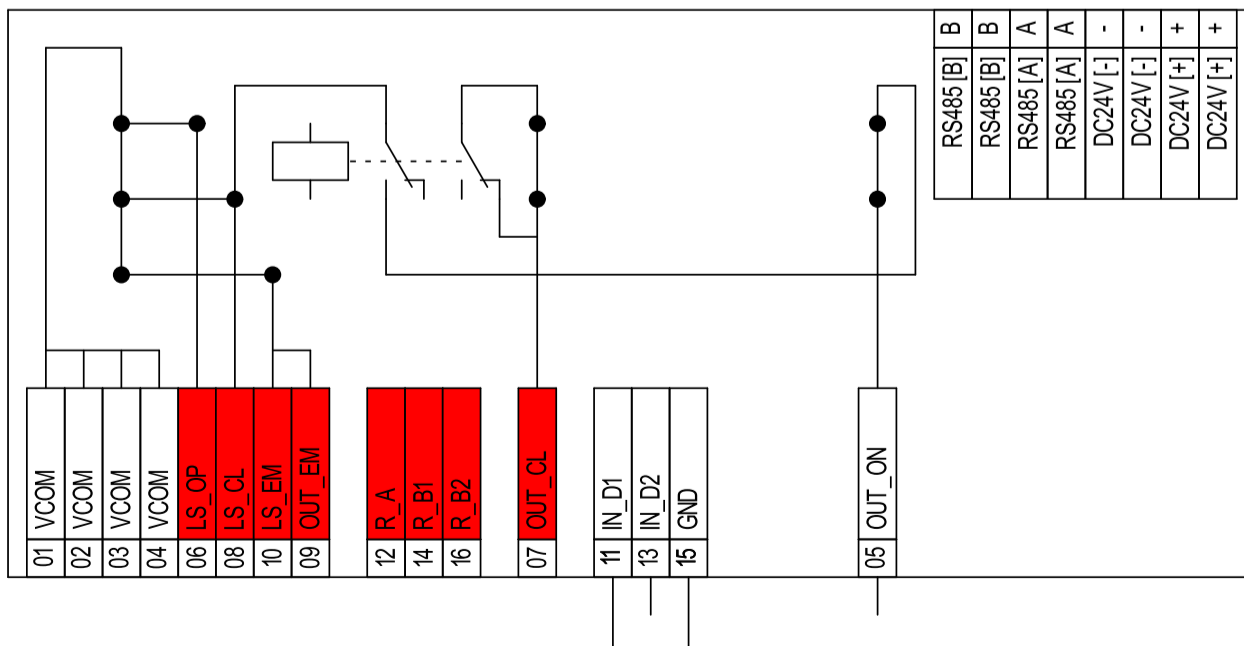 B
B
A
A
-
-
+
+
RS485 [B]
RS485 [B]
RS485 [A]
RS485 [A]
DC24V [-]
DC24V [-]
DC24V [+]
DC24V [+]
VCOM
VCOM
VCOM
VCOM
LS_OP
LS_CL
LS_EM
OUT_EM
R_A
R_B1
R_B2
OUT_CL
IN_D1
IN_D2
GND
OUT_ON
01
02
03
04
06
08
10
09
12
14
16
07
11
13
15
05